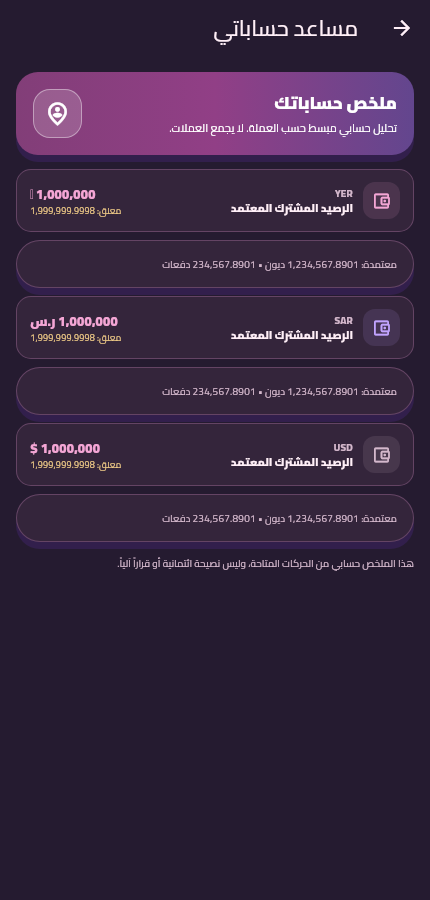 مساعد حساباتي
ملخص حساباتك
تحليل حسابي مبسط حسب العملة. لا يجمع العملات.
YER
الرصيد المشترك المعتمد
1,000,000
معلق: 1,999,999.9998
معتمدة: 1,234,567.8901 ديون • 234,567.8901 دفعات
SAR
الرصيد المشترك المعتمد
1,000,000 ر.س
معلق: 1,999,999.9998
معتمدة: 1,234,567.8901 ديون • 234,567.8901 دفعات
USD
الرصيد المشترك المعتمد
1,000,000 $
معلق: 1,999,999.9998
معتمدة: 1,234,567.8901 ديون • 234,567.8901 دفعات
هذا الملخص حسابي من الحركات المتاحة، وليس نصيحة ائتمانية أو قراراً آلياً.